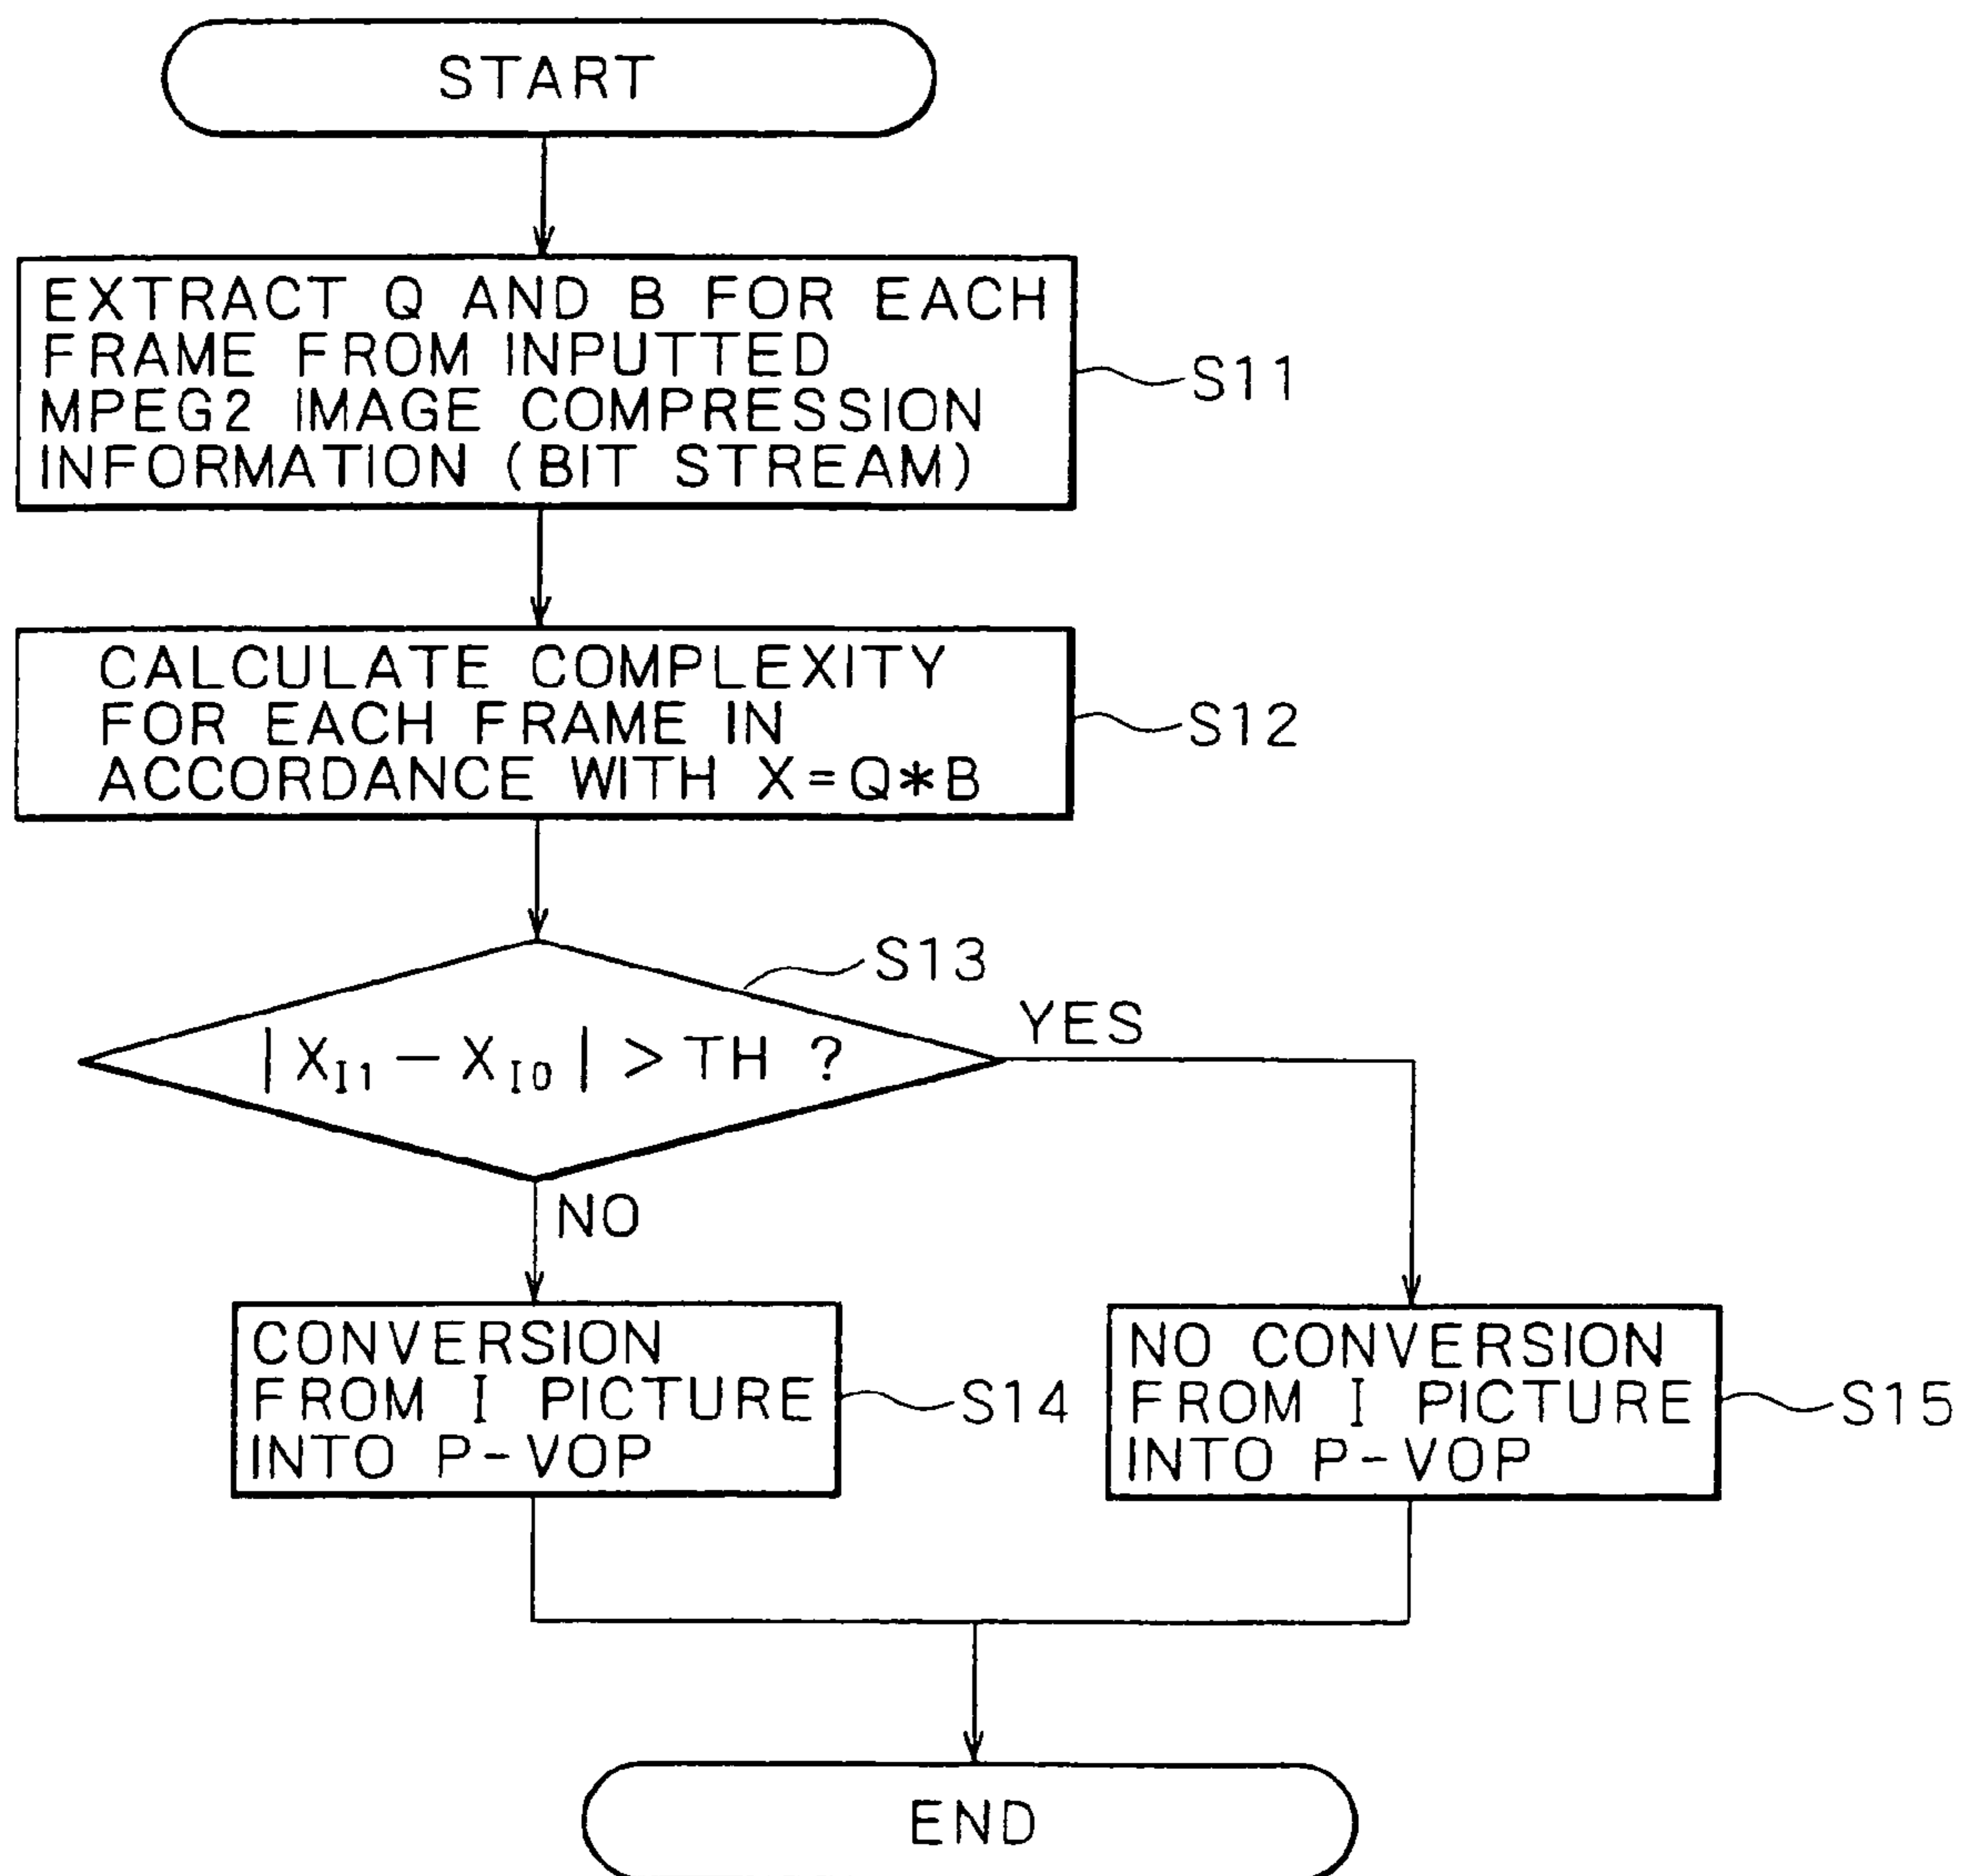 START
EXTRACT Q AND B FOR EACH
FRAME FROM INPUTTED
MPEG2 IMAGE COMPRESSION
INFORMATION (BIT STREAM)
S11
CALCULATE COMPLEXITY
FOR EACH FRAME IN
ACCORDANCE WITH X=Q*B
S12
S13
|X_I1 − X_I0| > TH ?
YES
NO
CONVERSION
FROM I PICTURE
INTO P-VOP
S14
NO CONVERSION
FROM I PICTURE
INTO P-VOP
S15
END